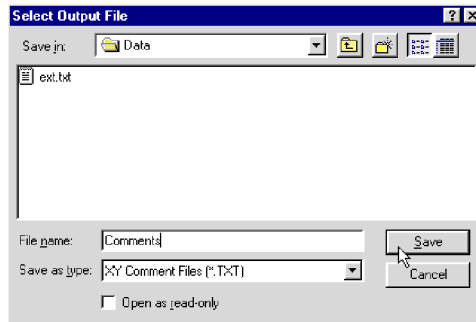 Select Output File
Save in: Data
ext.txt
File name: Comments Save
Save as type: XY Comment Files (*.TXT) Cancel
Open as read-only